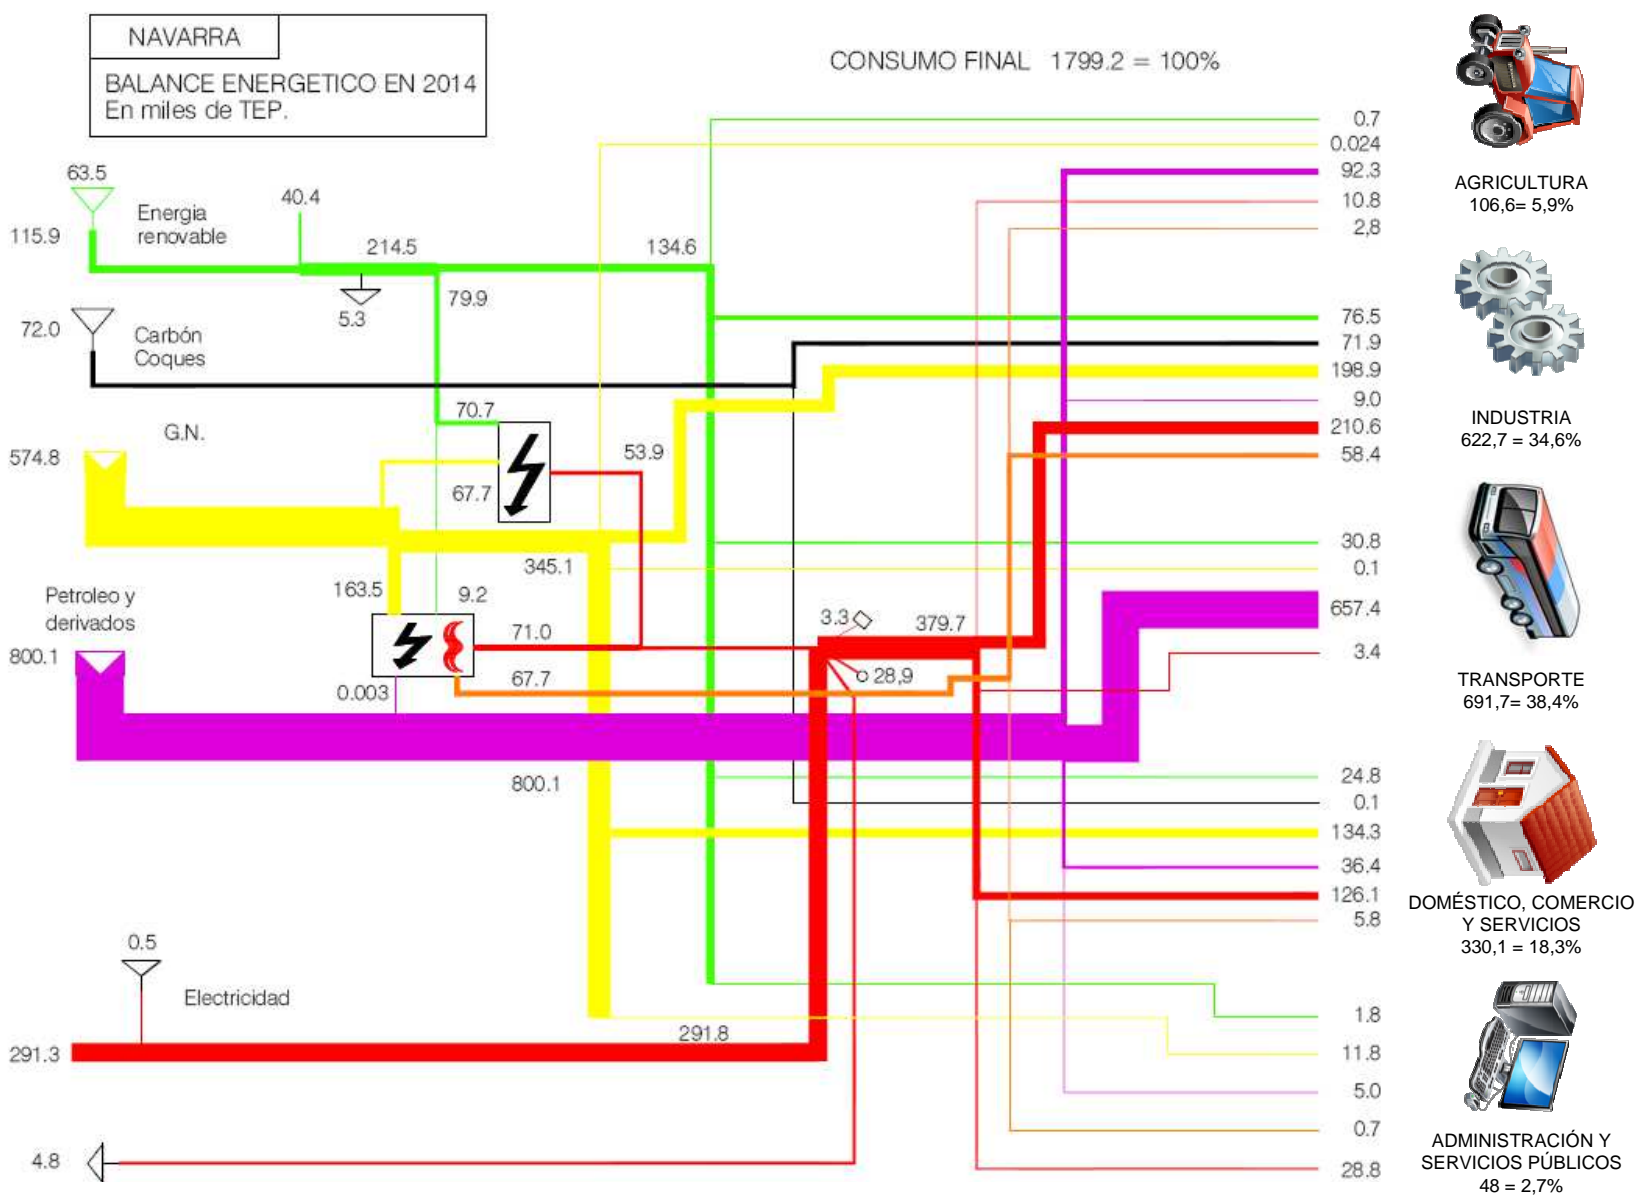 NAVARRA
BALANCE ENERGETICO EN 2014
En miles de TEP.
CONSUMO FINAL 1799.2 = 100%
63.5
115.9
Energia
renovable
40.4
214.5
134.6
5.3
79.9
72.0
Carbón
Coques
70.7
G.N.
574.8
53.9
67.7
345.1
163.5
9.2
Petroleo y
derivados
800.1
71.0
67.7
0.003
3.3
379.7
28,9
800.1
0.5
Electricidad
291.3
291.8
4.8
0.7
0.024
92.3
10.8
2,8
AGRICULTURA
106,6= 5,9%
76.5
71.9
198.9
9.0
210.6
58.4
INDUSTRIA
622,7 = 34,6%
30.8
0.1
657.4
3.4
TRANSPORTE
691,7= 38,4%
24.8
0.1
134.3
36.4
126.1
5.8
DOMÉSTICO, COMERCIO
Y SERVICIOS
330,1 = 18,3%
1.8
11.8
5.0
0.7
28.8
ADMINISTRACIÓN Y
SERVICIOS PÚBLICOS
48 = 2,7%